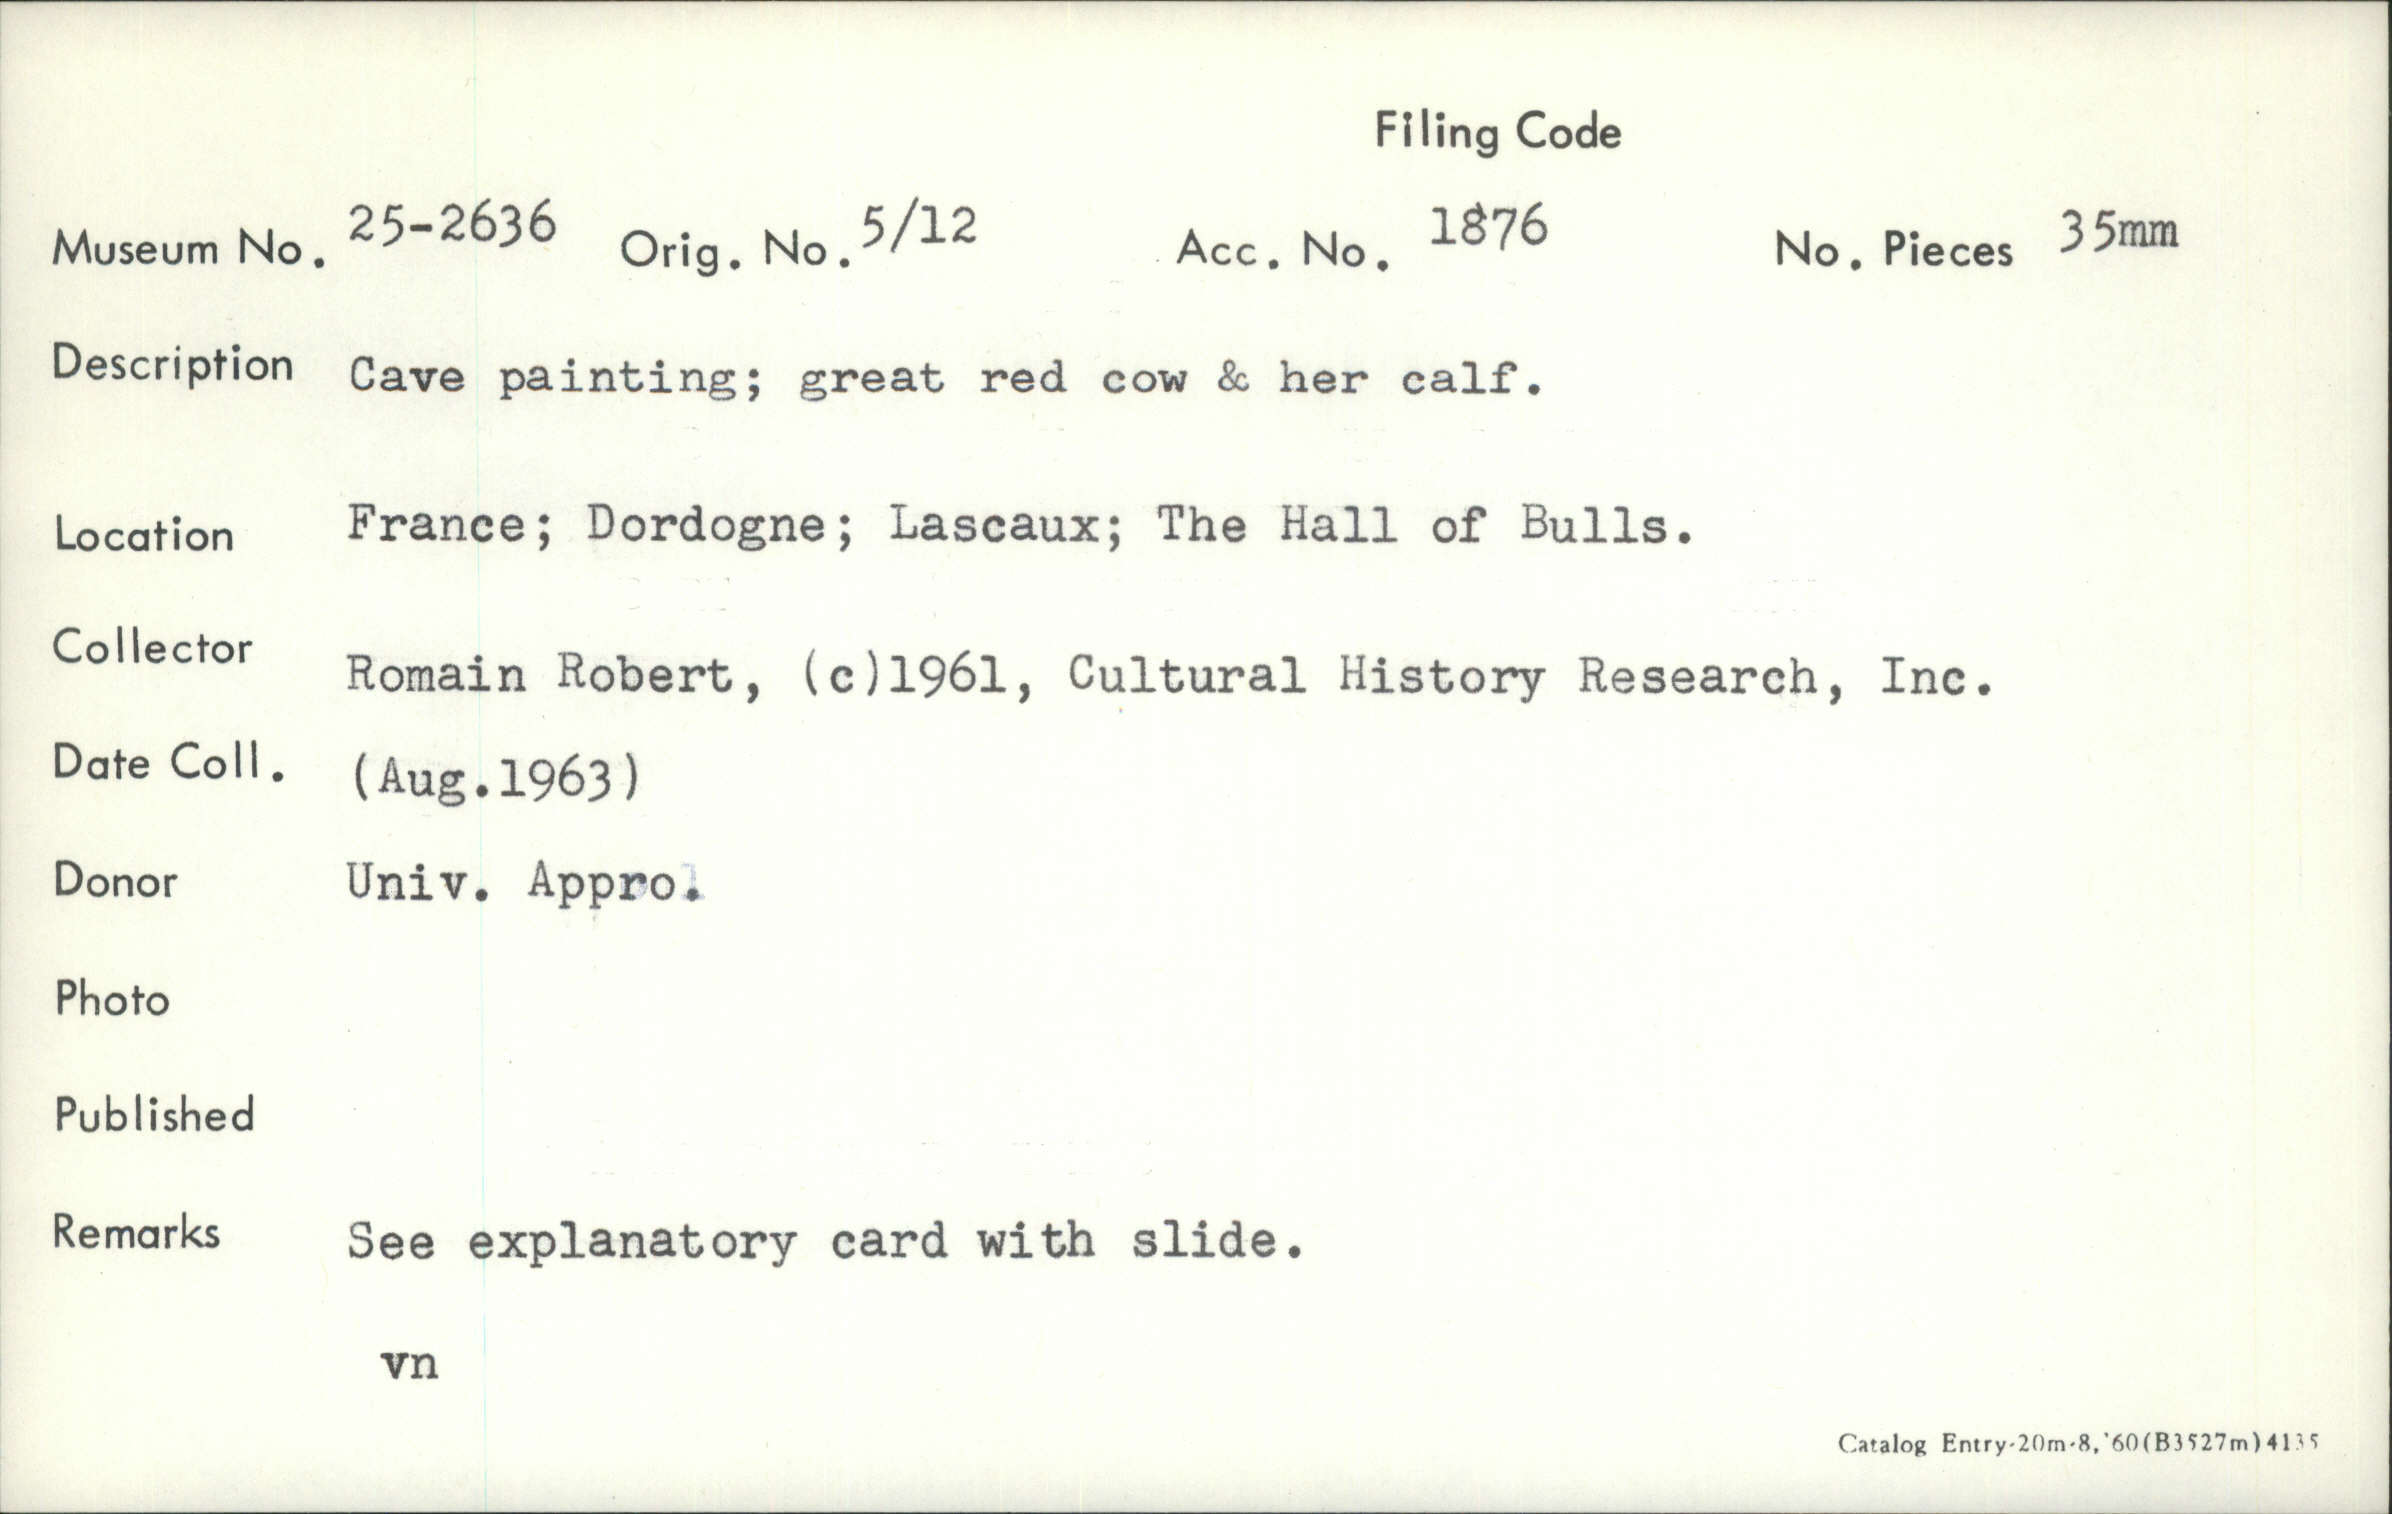 Filing Code
Museum No. 25-2636 Orig. No. 5/12 Acc. No. 1876 No. Pieces 35mm
Description Cave painting; great red cow & her calf.
Location France; Dordogne; Lascaux; The Hall of Bulls.
Collector Romain Robert, (c)1961, Cultural History Research, Inc.
Date Coll. (Aug.1963)
Donor Univ. Appro.
Photo
Published
Remarks See explanatory card with slide.
vn
Catalog Entry-20m-8,'60(B3527m)4135